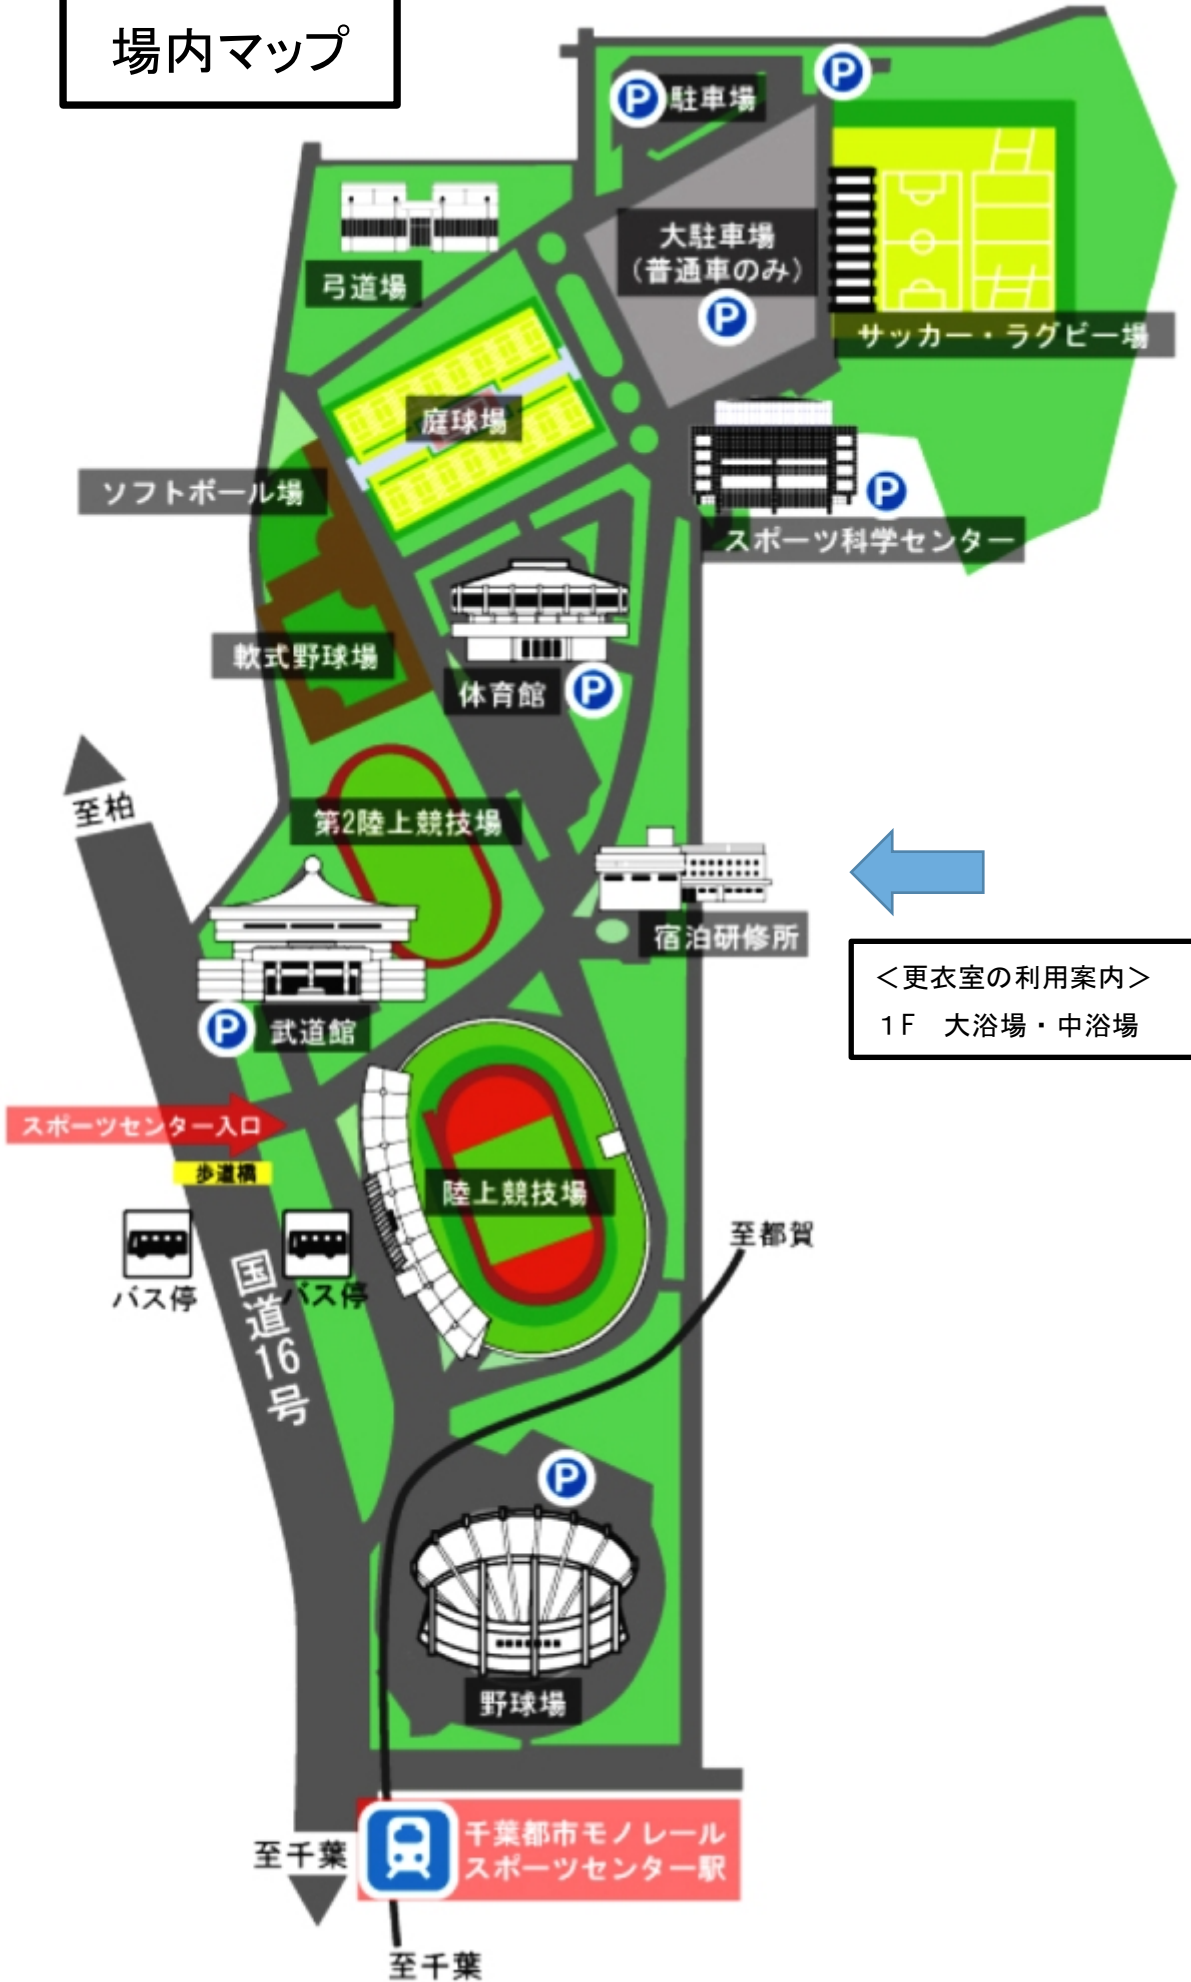 場内マップ
P
P
駐車場
大駐車場
（普通車のみ）
P
弓道場
サッカー・ラグビー場
庭球場
ソフトボール場
P
スポーツ科学センター
軟式野球場
体育館
P
至柏
第2陸上競技場
宿泊研修所
＜更衣室の利用案内＞
１F　大浴場・中浴場
P
武道館
スポーツセンター入口
歩道橋
陸上競技場
至都賀
バス停
バス停
国道16号
P
野球場
千葉都市モノレール
スポーツセンター駅
至千葉
至千葉